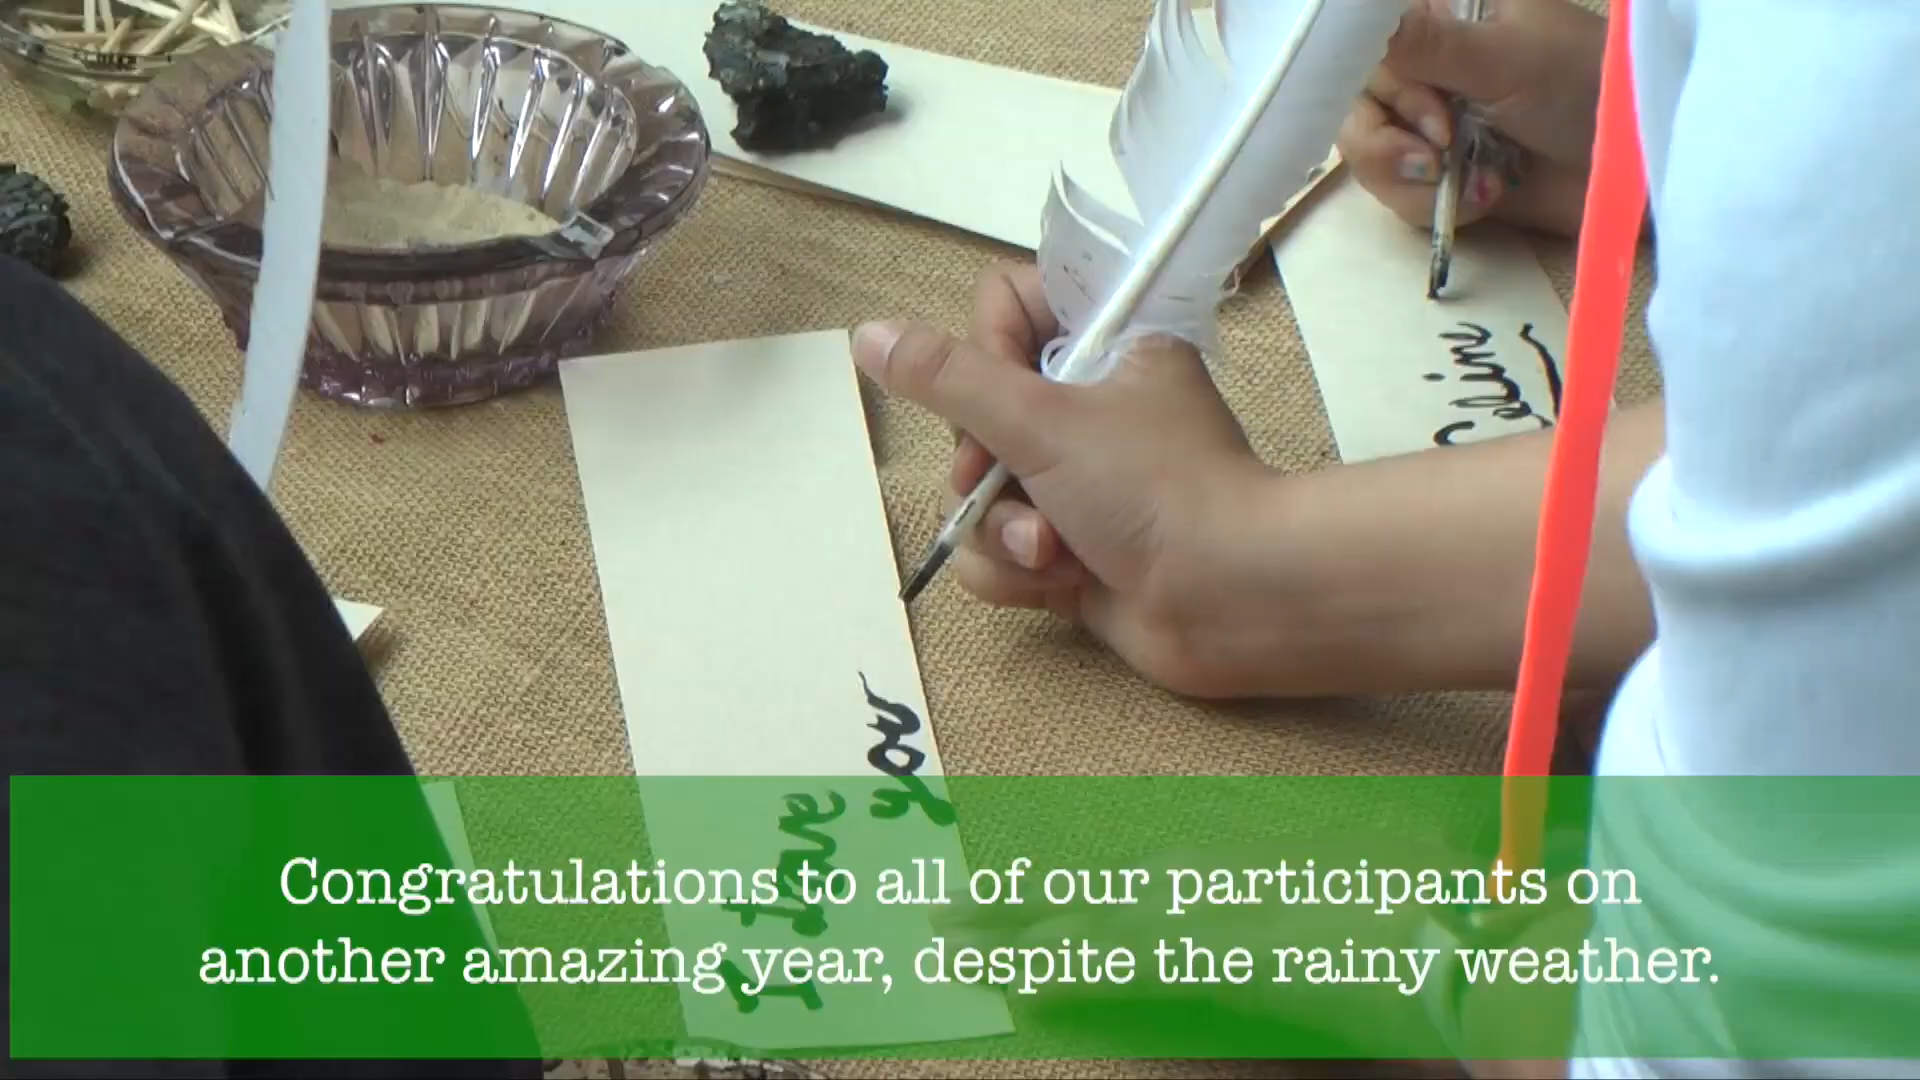 I love
you
Congratulations to all of our participants on
another amazing year, despite the rainy weather.